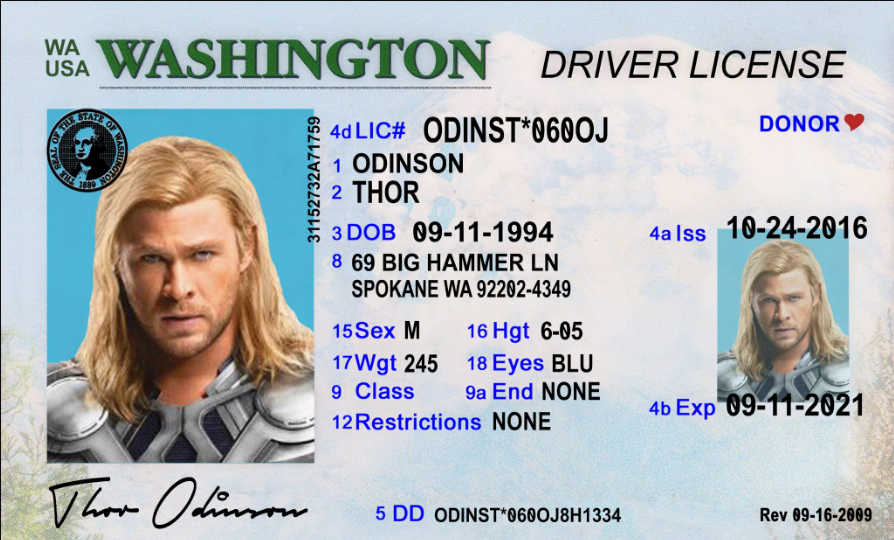 WA WASHINGTON DRIVER LICENSE
USA
THE SEAL OF THE STATE OF WASHINGTON
1889
31152732A71759
4d LIC# ODINST*060OJ DONOR
1 ODINSON
2 THOR
3 DOB 09-11-1994 4a Iss 10-24-2016
8 69 BIG HAMMER LN
SPOKANE WA 92202-4349
15 Sex M 16 Hgt 6-05
17 Wgt 245 18 Eyes BLU
9 Class 9a End NONE
12 Restrictions NONE 4b Exp 09-11-2021
Thor Odinson
5 DD ODINST*060OJ8H1334 Rev 09-16-2009